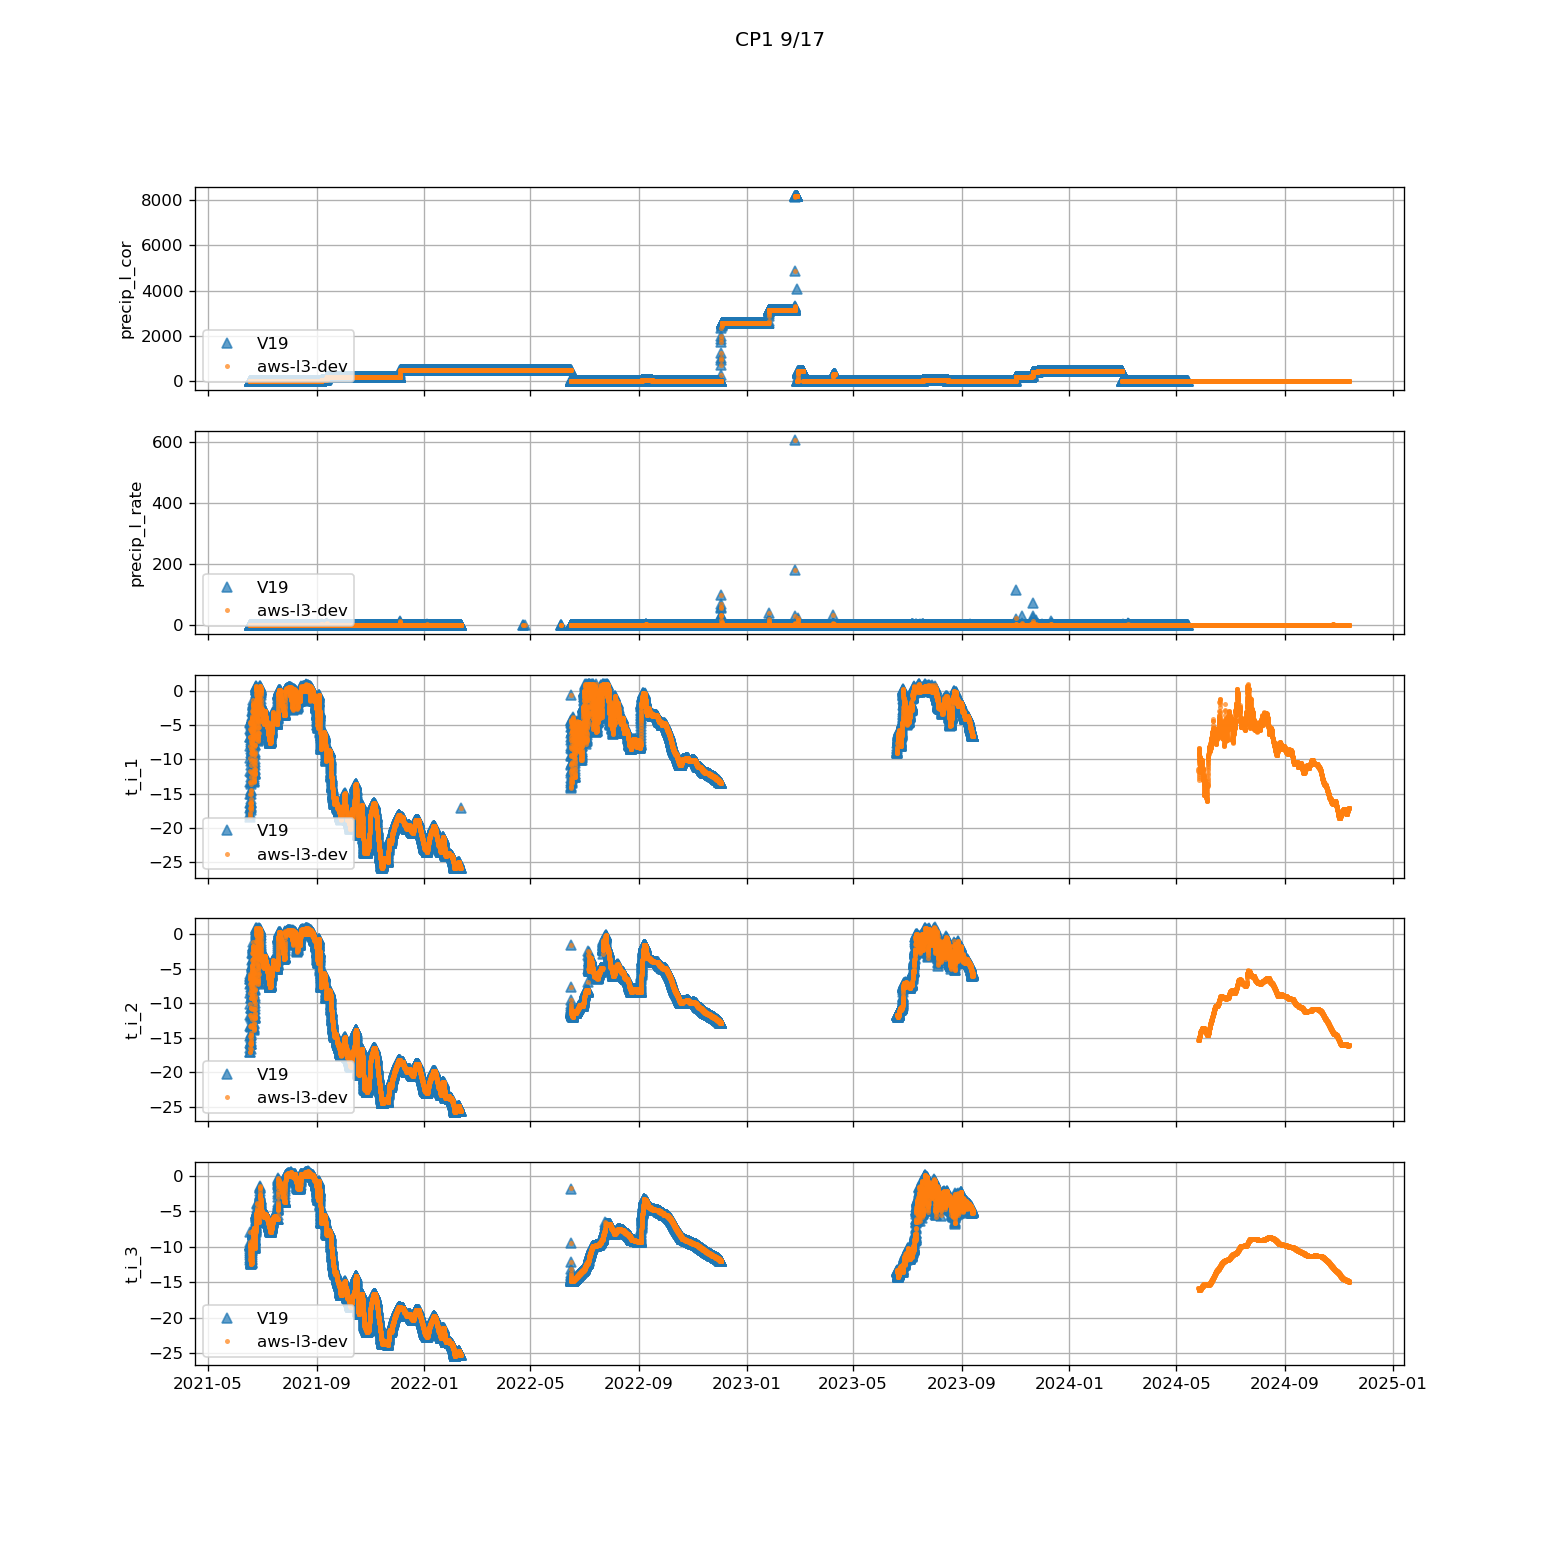 CP1 9/17
8000
6000
4000
2000
0
precip_l_cor
V19
aws-l3-dev
600
400
200
0
precip_l_rate
V19
aws-l3-dev
0
−5
−10
−15
−20
−25
t_i_1
V19
aws-l3-dev
0
−5
−10
−15
−20
−25
t_i_2
V19
aws-l3-dev
0
−5
−10
−15
−20
−25
t_i_3
V19
aws-l3-dev
2021-05 2021-09 2022-01 2022-05 2022-09 2023-01 2023-05 2023-09 2024-01 2024-05 2024-09 2025-01